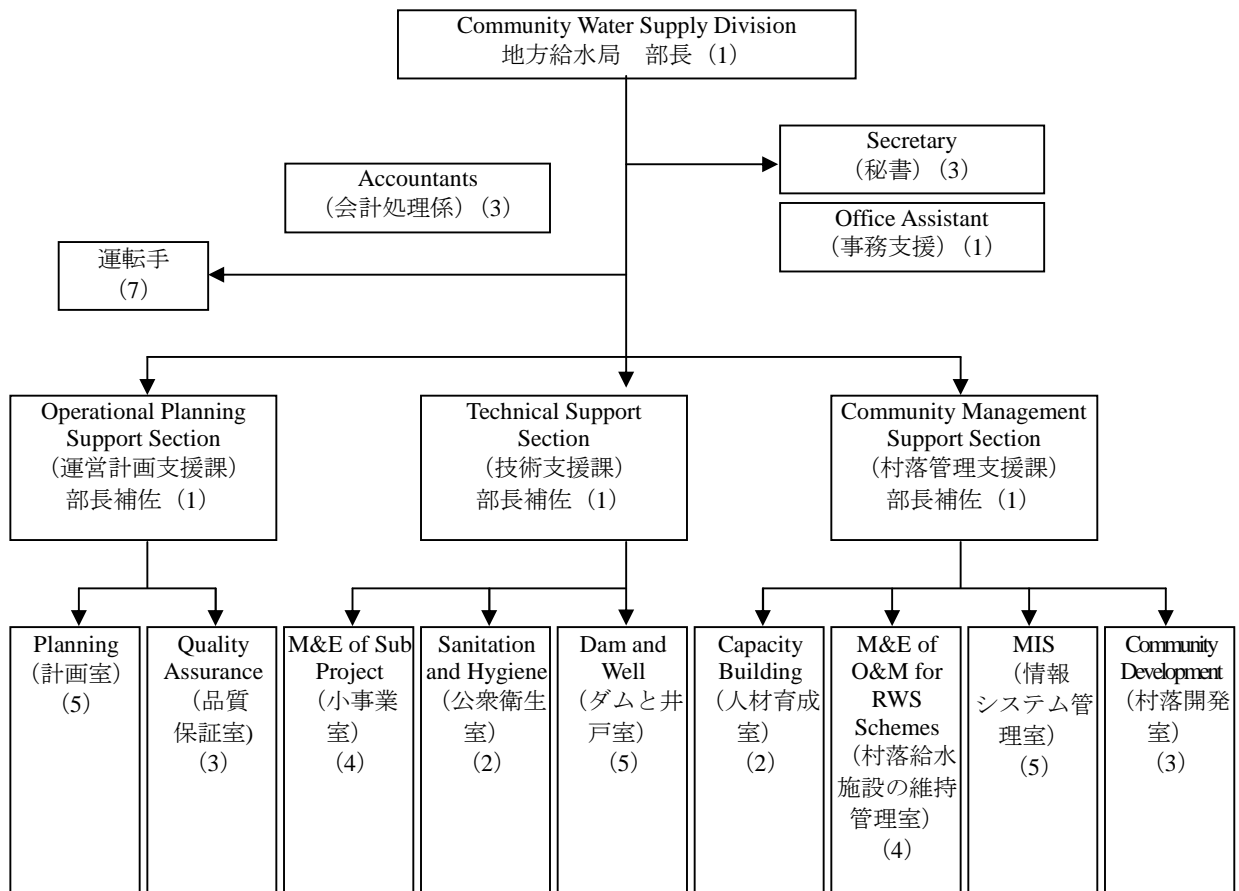 Community Water Supply Division
地方給水局　部長（1）
Secretary
（秘書）（3）
Accountants
（会計処理係）（3）
Office Assistant
（事務支援）（1）
運転手
(7)
Operational Planning
Support Section
（運営計画支援課）
部長補佐（1）
Technical Support
Section
（技術支援課）
部長補佐（1）
Community Management
Support Section
（村落管理支援課）
部長補佐（1）
Planning
（計画室）
(5)
Quality
Assurance
（品質
保証室)
(3)
M&E of Sub
Project
（小事業
室）
(4)
Sanitation
and Hygiene
（公衆衛生
室）
(2)
Dam and
Well
（ダムと井
戸室）
(5)
Capacity
Building
（人材育成
室）
(2)
M&E of
O&M for
RWS
Schemes
（村落給水
施設の維持
管理室）
(4)
MIS
（情報
システム管
理室）
(5)
Community
Development
（村落開発
室）
(3)